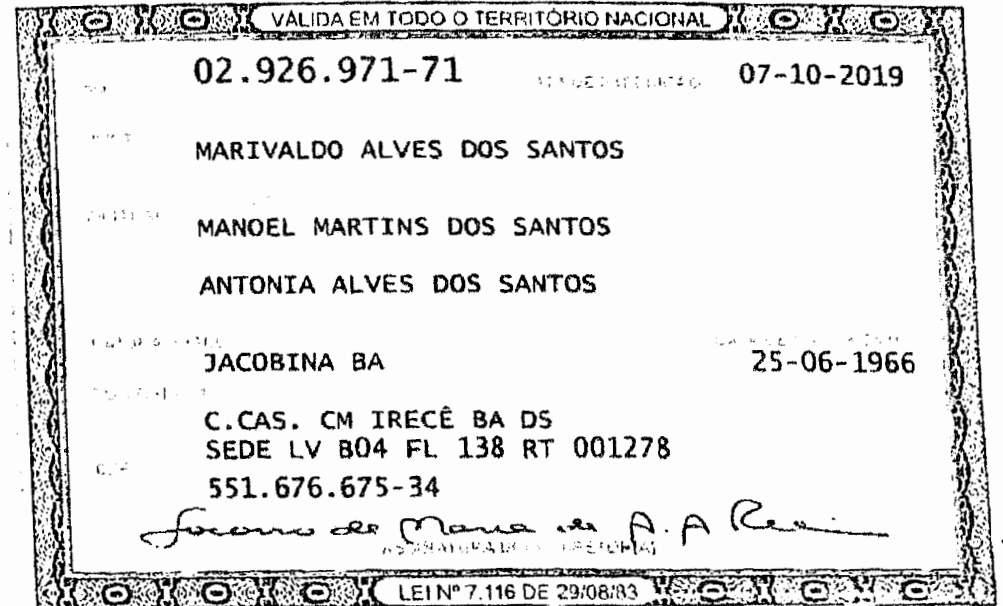 VÁLIDA EM TODO O TERRITÓRIO NACIONAL
02.926.971-71 07-10-2019
MARIVALDO ALVES DOS SANTOS
MANOEL MARTINS DOS SANTOS
ANTONIA ALVES DOS SANTOS
JACOBINA BA 25-06-1966
C.CAS. CM IRECÊ BA DS
SEDE LV B04 FL 138 RT 001278
551.676.675-34
LEI Nº 7.116 DE 29/08/83